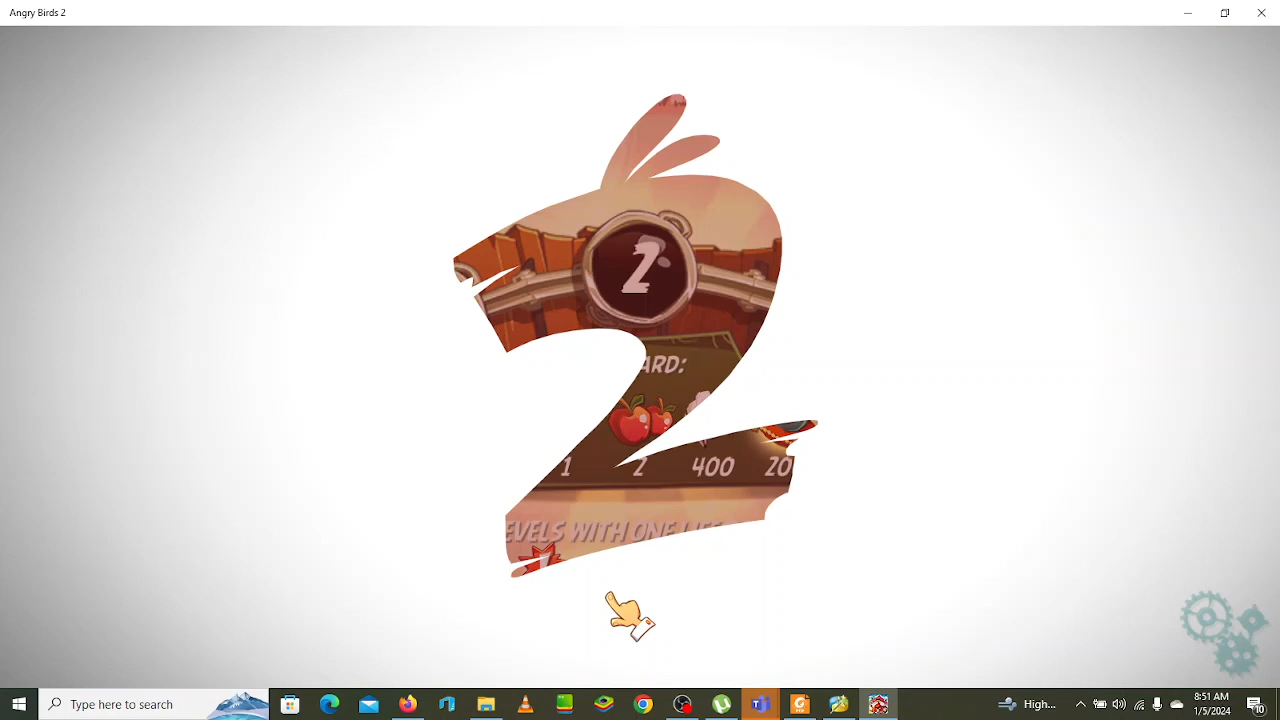 Angry Birds 2
2
ARD:
1 2 400 20
EVELS WITH ONE LIFE
Type here to search
High...
8:51 AM
1/5/2024